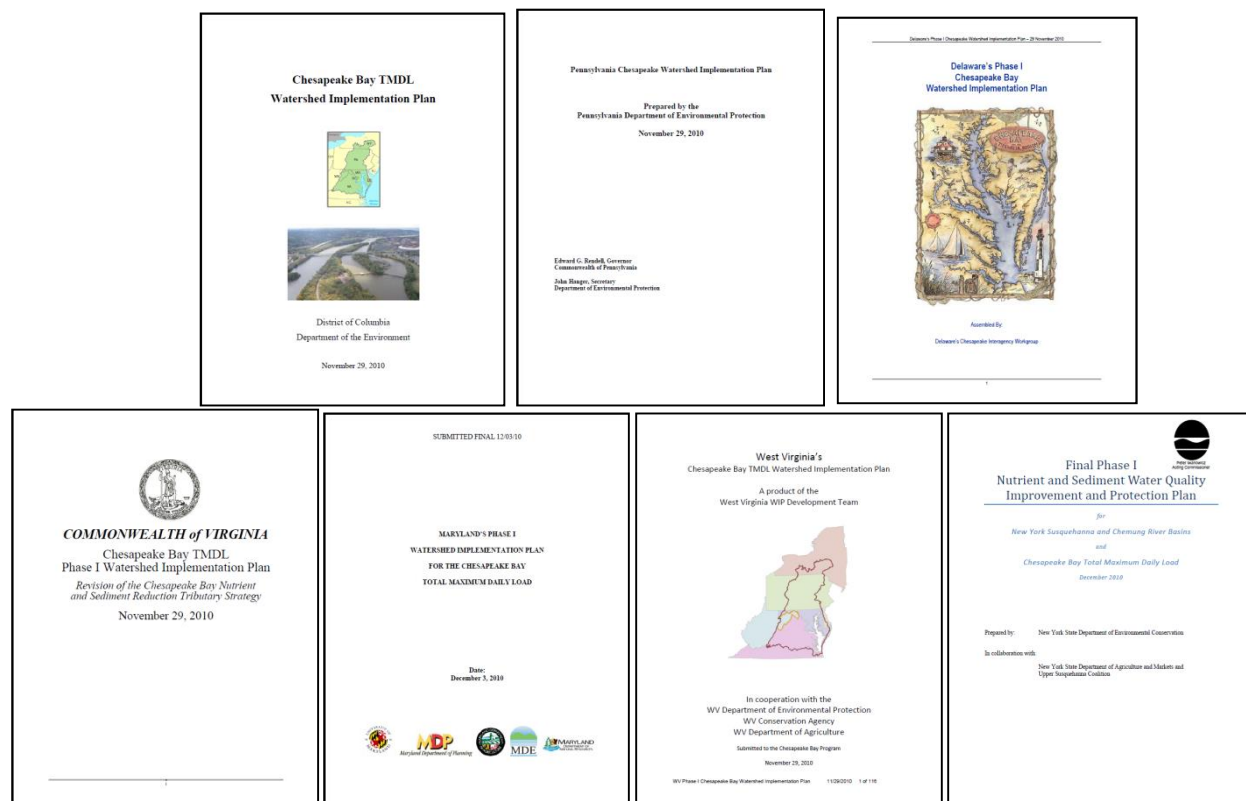 Chesapeake Bay TMDL
Watershed Implementation Plan
District of Columbia
Department of the Environment
November 29, 2010
Pennsylvania Chesapeake Watershed Implementation Plan
Prepared by the
Pennsylvania Department of Environmental Protection
November 29, 2010
Edward G. Rendell, Governor
Commonwealth of Pennsylvania
John Hanger, Secretary
Department of Environmental Protection
Delaware's Phase I Chesapeake Watershed Implementation Plan – 29 November 2010
Delaware's Phase I
Chesapeake Bay
Watershed Implementation Plan
CHESAPEAKE
BAY
Assembled By
Delaware's Chesapeake Interagency Workgroup
1
COMMONWEALTH of VIRGINIA
Chesapeake Bay TMDL
Phase I Watershed Implementation Plan
Revision of the Chesapeake Bay Nutrient
and Sediment Reduction Tributary Strategy
November 29, 2010
SUBMITTED FINAL 12/03/10
MARYLAND'S PHASE I
WATERSHED IMPLEMENTATION PLAN
FOR THE CHESAPEAKE BAY
TOTAL MAXIMUM DAILY LOAD
Date:
December 3, 2010
MDP
Maryland Department of Planning
MDE
MARYLAND
West Virginia's
Chesapeake Bay TMDL Watershed Implementation Plan
A product of the
West Virginia WIP Development Team
In cooperation with the
WV Department of Environmental Protection
WV Conservation Agency
WV Department of Agriculture
Submitted to the Chesapeake Bay Program
November 29, 2010
WV Phase I Chesapeake Bay Watershed Implementation Plan 11/29/2010 1 of 116
Acting Commissioner
Final Phase I
Nutrient and Sediment Water Quality
Improvement and Protection Plan
for
New York Susquehanna and Chemung River Basins
and
Chesapeake Bay Total Maximum Daily Load
December 2010
Prepared by: New York State Department of Environmental Conservation
In collaboration with:
New York State Department of Agriculture and Markets and
Upper Susquehanna Coalition